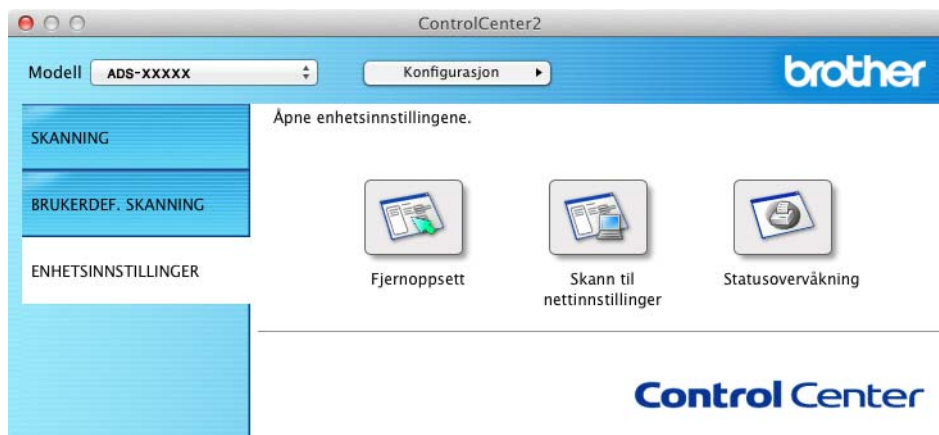 ControlCenter2
Modell ADS-XXXXX Konfigurasjon brother
Åpne enhetsinnstillingene.
SKANNING
BRUKERDEF. SKANNING
ENHETSINNSTILLINGER
Fjernoppsett
Skann til
nettinnstillinger
Statusovervåkning
Control Center